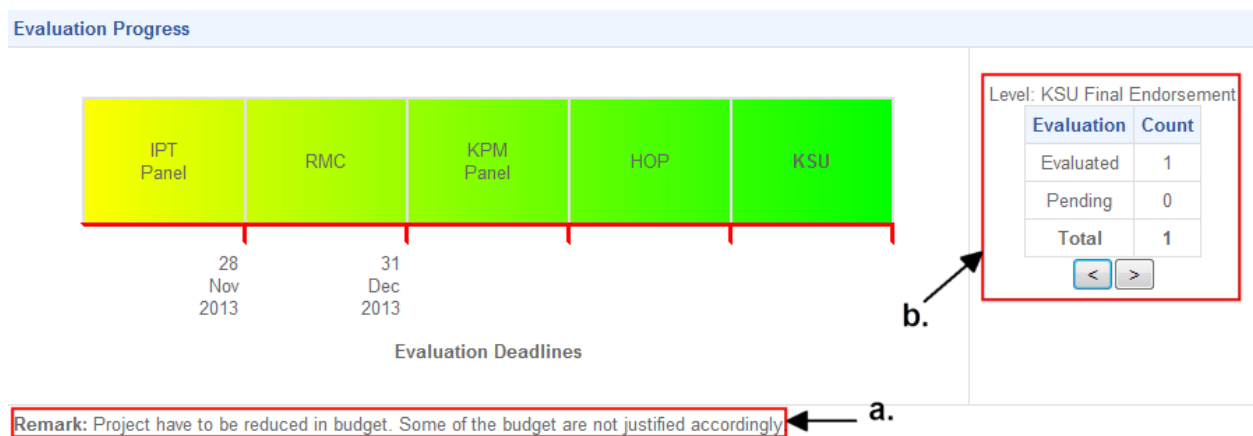 Evaluation Progress
IPT
Panel
RMC
KPM
Panel
HOP
KSU
28
Nov
2013
31
Dec
2013
Evaluation Deadlines
Level: KSU Final Endorsement
Evaluation Count
Evaluated 1
Pending 0
Total 1
< >
b.
Remark: Project have to be reduced in budget. Some of the budget are not justified accordingly
a.